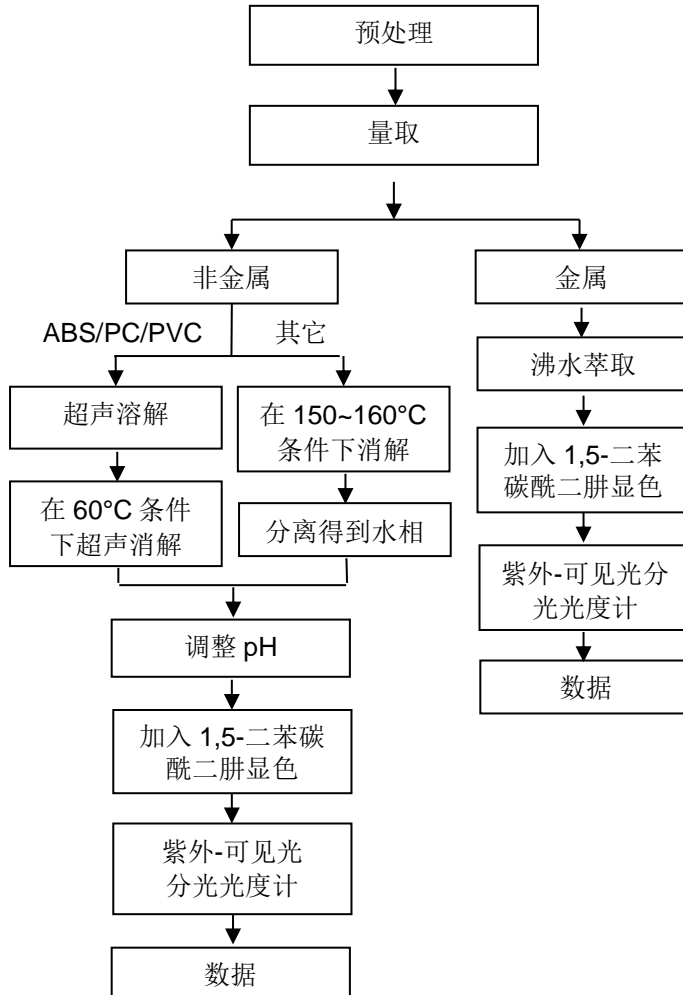 预处理
量取
非金属
金属
ABS/PC/PVC
其它
沸水萃取
超声溶解
在 150~160°C
条件下消解
加入 1,5-二苯
碳酰二肼显色
在 60°C 条件
下超声消解
分离得到水相
紫外-可见光分
光光度计
调整 pH
数据
加入 1,5-二苯碳
酰二肼显色
紫外-可见光
分光光度计
数据